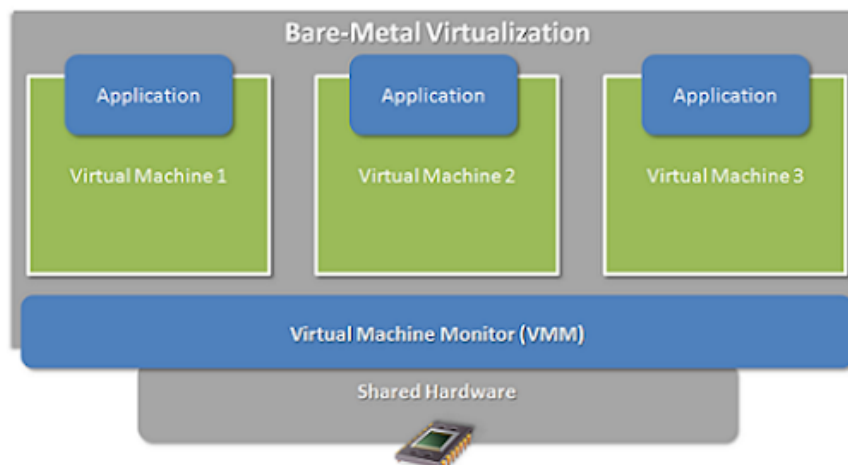 Bare-Metal Virtualization
Application
Application
Application
Virtual Machine 1
Virtual Machine 2
Virtual Machine 3
Virtual Machine Monitor (VMM)
Shared Hardware